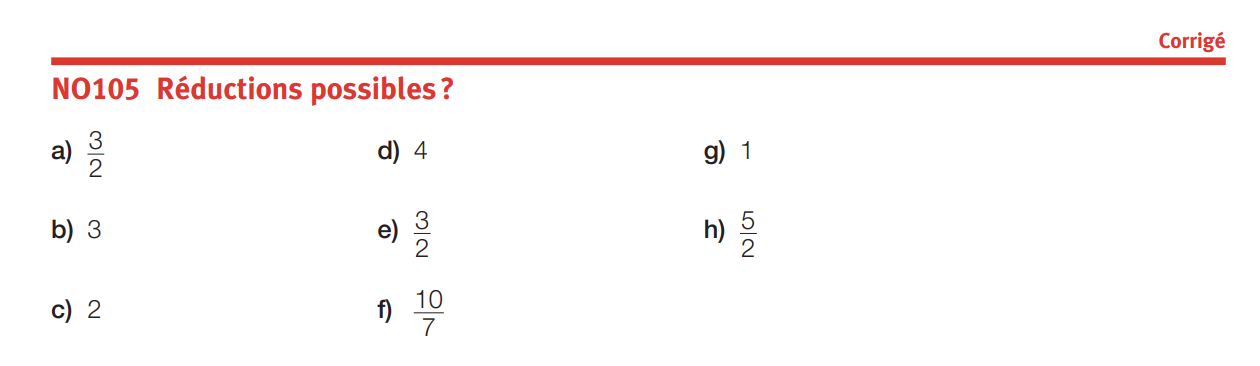 Corrigé
NO105 Réductions possibles ?
a) 3/2 d) 4 g) 1
b) 3 e) 3/2 h) 5/2
c) 2 f) 10/7